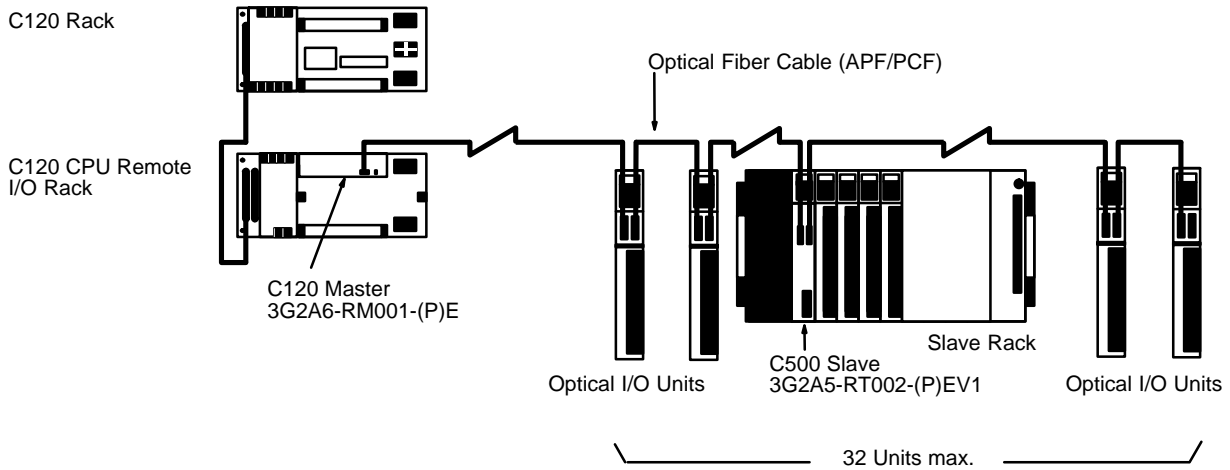 C120 Rack
Optical Fiber Cable (APF/PCF)
C120 CPU Remote
I/O Rack
C120 Master
3G2A6-RM001-(P)E
Slave Rack
C500 Slave
3G2A5-RT002-(P)EV1
Optical I/O Units
Optical I/O Units
32 Units max.